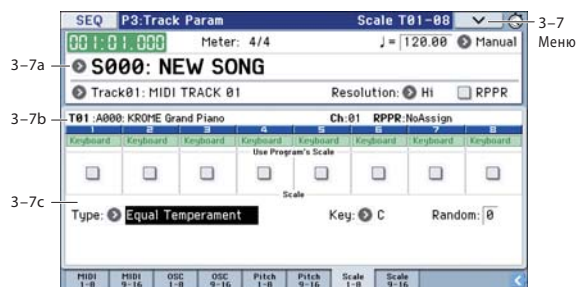 SEQ P3:Track Param Scale T01-08
3–7
Меню
001:01.000 Meter: 4/4 ♩= 120.00 Manual
3–7a
S000: NEW SONG
Track01: MIDI TRACK 01 Resolution: Hi RPPR
3–7b
T01 :A000: KROME Grand Piano Ch:01 RPPR:NoAssign
1 2 3 4 5 6 7 8
Keyboard Keyboard Keyboard Keyboard Keyboard Keyboard Keyboard Keyboard
Use Program's Scale
3–7c
Scale
Type: Equal Temperament Key: C Random: 0
MIDI 1-8 MIDI 9-16 OSC 1-8 OSC 9-16 Pitch 1-8 Pitch 9-16 Scale 1-8 Scale 9-16